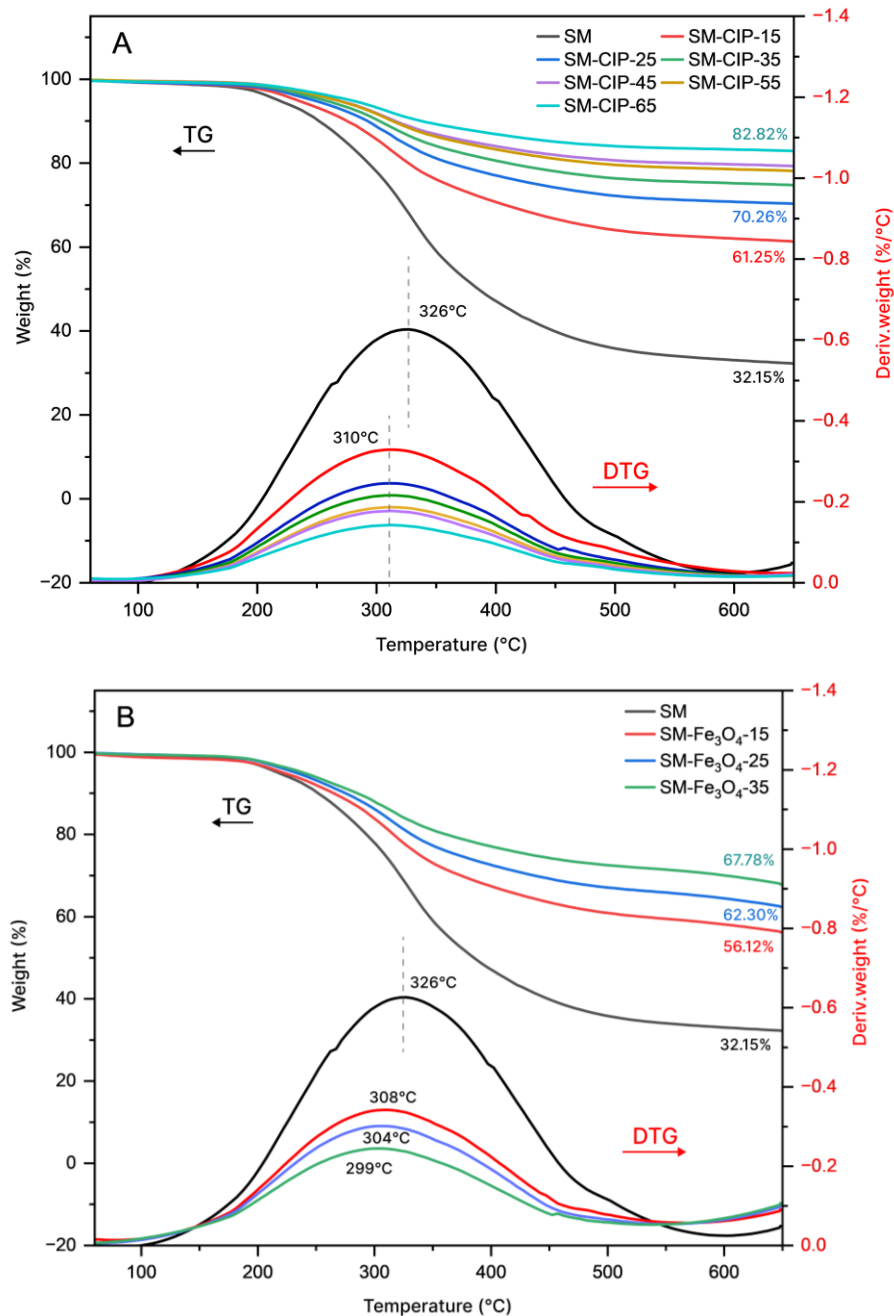 A
SM SM-CIP-15
SM-CIP-25 SM-CIP-35
SM-CIP-45 SM-CIP-55
SM-CIP-65
TG
82.82%
70.26%
61.25%
32.15%
326°C
310°C
DTG
100
80
60
40
20
0
−20
Weight (%)
−1.4
−1.2
−1.0
−0.8
−0.6
−0.4
−0.2
0.0
Deriv.weight (%/°C)
100 200 300 400 500 600
Temperature (°C)
B
SM
SM-Fe₃O₄-15
SM-Fe₃O₄-25
SM-Fe₃O₄-35
TG
67.78%
62.30%
56.12%
32.15%
326°C
308°C
304°C
299°C
DTG
100
80
60
40
20
0
−20
Weight (%)
−1.4
−1.2
−1.0
−0.8
−0.6
−0.4
−0.2
0.0
Deriv.weight (%/°C)
100 200 300 400 500 600
Temperature (°C)